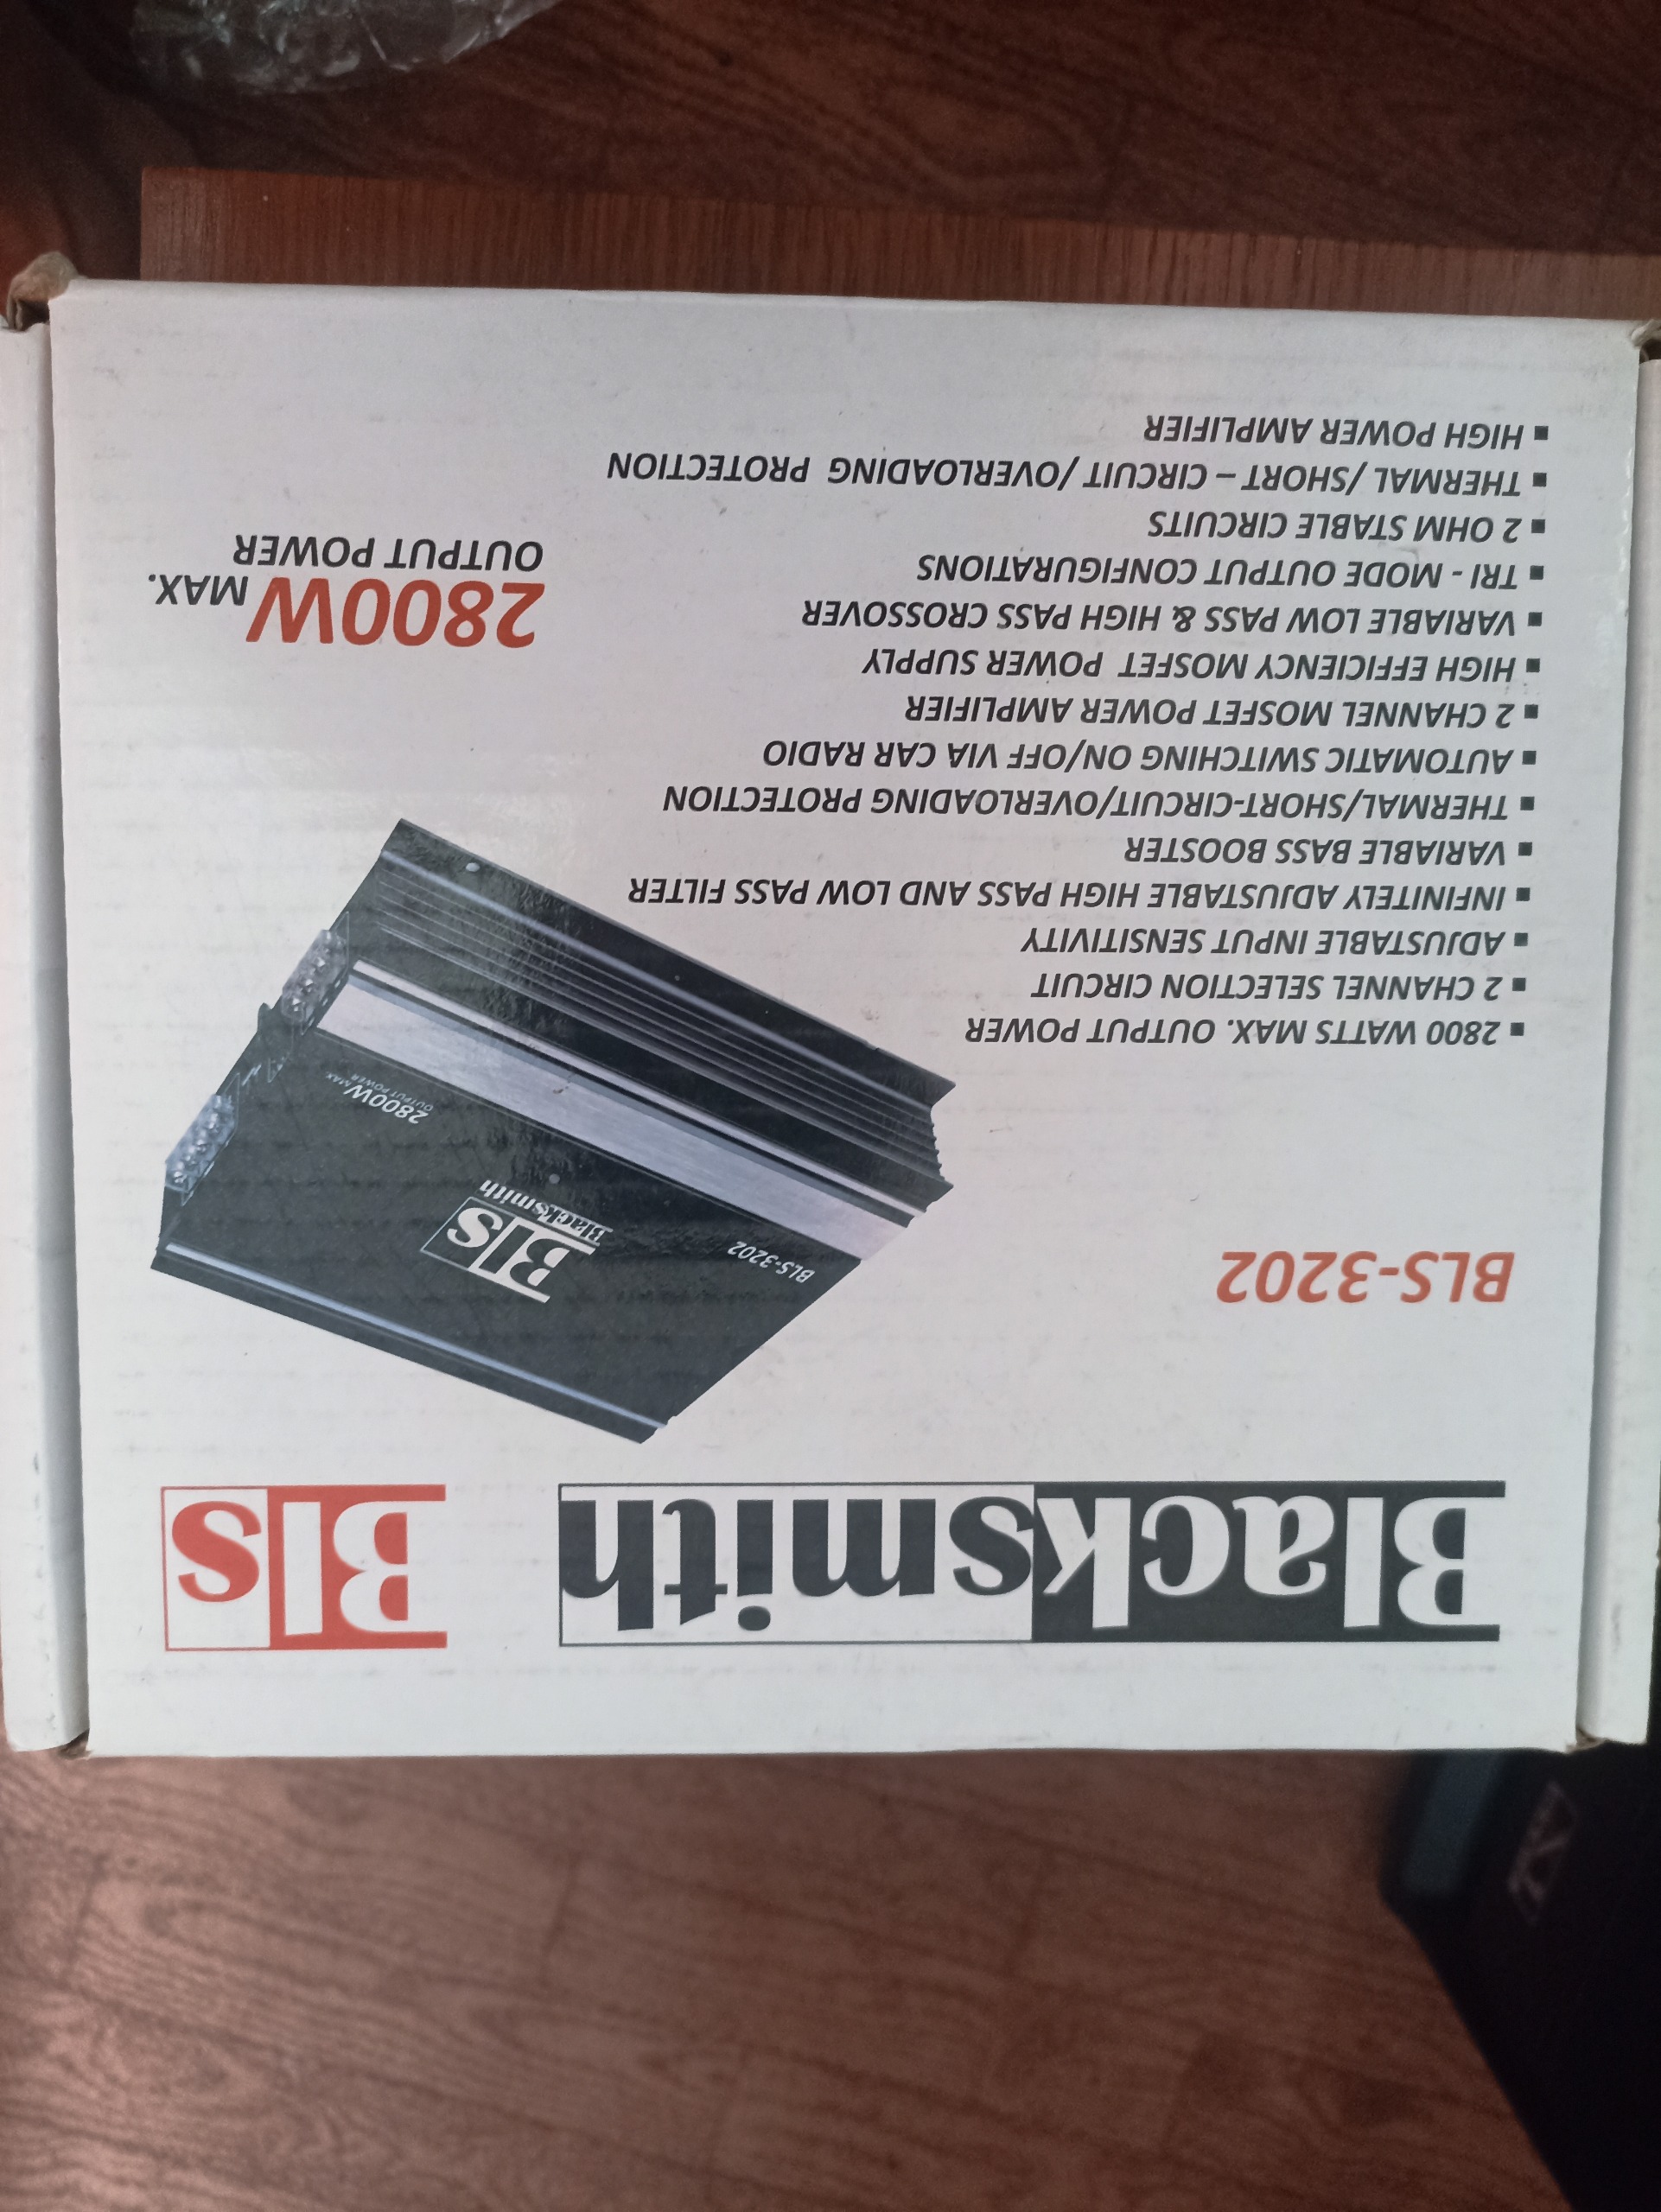 Blacksmith Bls
BLS-3202
BLS-3202
Bls
Blacksmith
2800W MAX.
OUTPUT POWER
▪ 2800 WATTS MAX. OUTPUT POWER
▪ 2 CHANNEL SELECTION CIRCUIT
▪ ADJUSTABLE INPUT SENSITIVITY
▪ INFINITELY ADJUSTABLE HIGH PASS AND LOW PASS FILTER
▪ VARIABLE BASS BOOSTER
▪ THERMAL/SHORT-CIRCUIT/OVERLOADING PROTECTION
▪ AUTOMATIC SWITCHING ON/OFF VIA CAR RADIO
▪ 2 CHANNEL MOSFET POWER AMPLIFIER
▪ HIGH EFFICIENCY MOSFET POWER SUPPLY
▪ VARIABLE LOW PASS & HIGH PASS CROSSOVER
▪ TRI - MODE OUTPUT CONFIGURATIONS
▪ 2 OHM STABLE CIRCUITS
▪ THERMAL /SHORT – CIRCUIT /OVERLOADING PROTECTION
▪ HIGH POWER AMPLIFIER
2800W MAX.
OUTPUT POWER